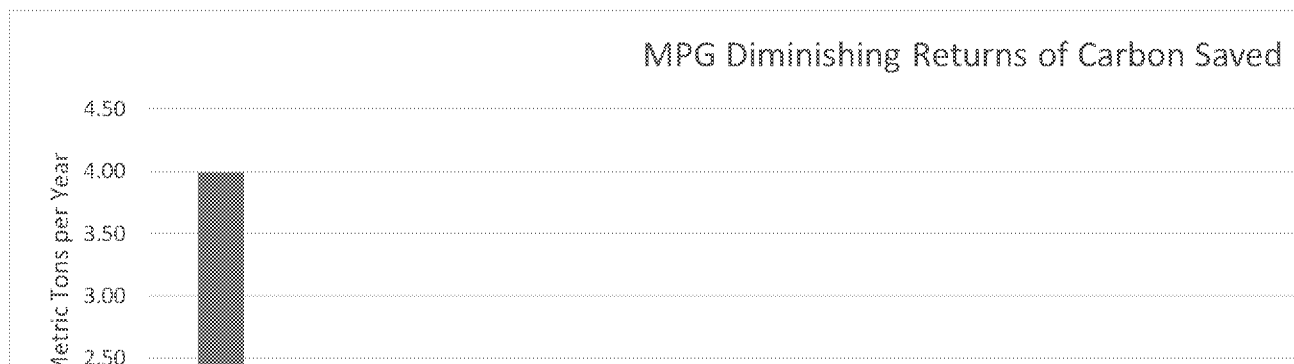 MPG Diminishing Returns of Carbon Saved
4.50
4.00
3.50
3.00
2.50
Metric Tons per Year